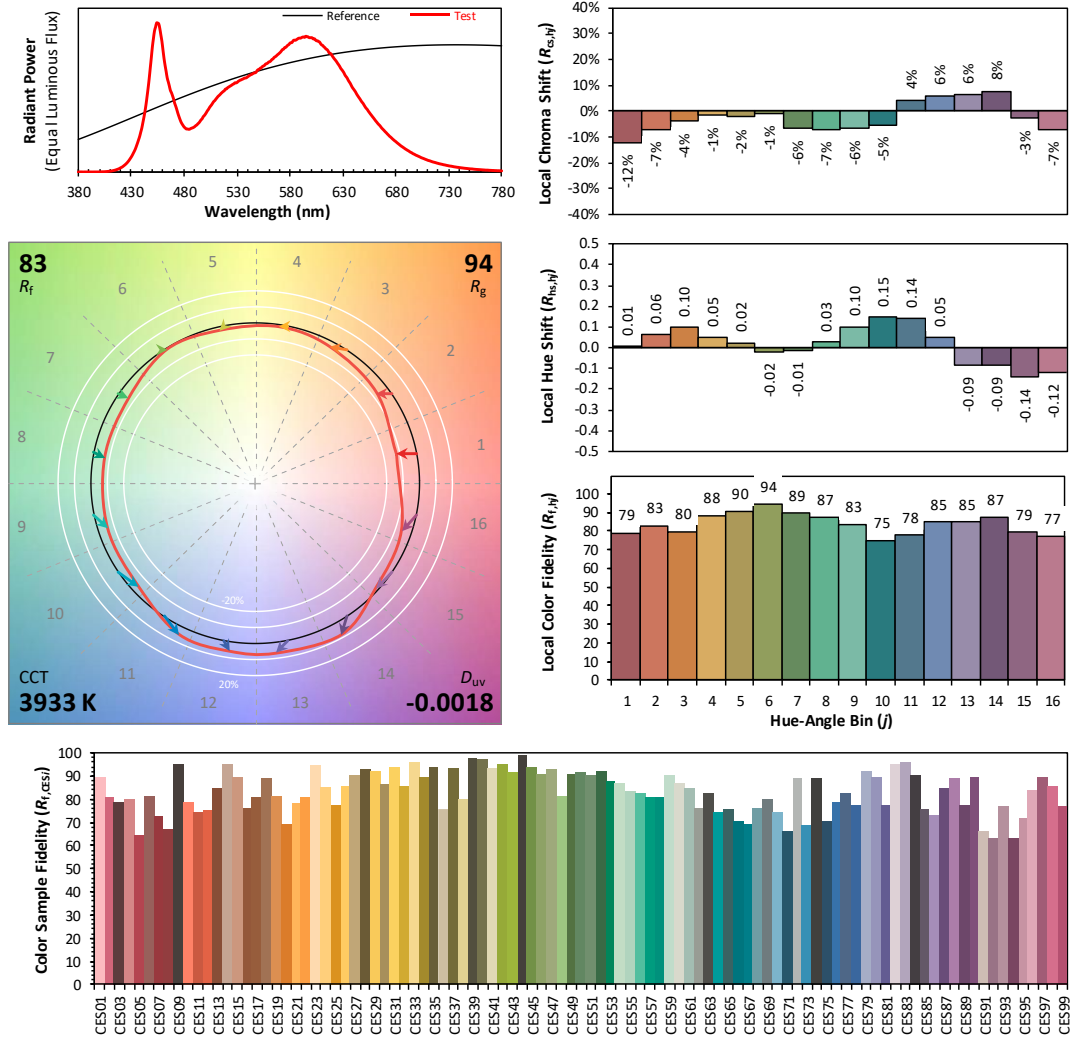 Radiant Power
(Equal Luminous Flux)
Reference
Test
380 430 480 530 580 630 680 730 780
Wavelength (nm)
Local Chroma Shift (Rcs,hj)
40%
30%
20%
10%
0%
-10%
-20%
-30%
-40%
-12% -7% -4% -1% -2% -1% -6% -7% -6% -5% 4% 6% 6% 8% -3% -7%
83
Rf
94
Rg
5 4
6 3
7 2
8 1
9 16
10 15
11 14
12 13
-20%
20%
CCT
3933 K
Duv
-0.0018
Local Hue Shift (Rhs,hj)
0.5
0.4
0.3
0.2
0.1
0.0
-0.1
-0.2
-0.3
-0.4
-0.5
0.01 0.06 0.10 0.05 0.02 -0.02 -0.01 0.03 0.10 0.15 0.14 0.05 -0.09 -0.09 -0.14 -0.12
Local Color Fidelity (Rf,hj)
100
90
80
70
60
50
40
30
20
10
0
79 83 80 88 90 94 89 87 83 75 78 85 85 87 79 77
1 2 3 4 5 6 7 8 9 10 11 12 13 14 15 16
Hue-Angle Bin (j)
Color Sample Fidelity (Rf,CESi)
100
90
80
70
60
50
40
30
20
10
0
CES01 CES03 CES05 CES07 CES09 CES11 CES13 CES15 CES17 CES19 CES21 CES23 CES25 CES27 CES29 CES31 CES33 CES35 CES37 CES39 CES41 CES43 CES45 CES47 CES49 CES51 CES53 CES55 CES57 CES59 CES61 CES63 CES65 CES67 CES69 CES71 CES73 CES75 CES77 CES79 CES81 CES83 CES85 CES87 CES89 CES91 CES93 CES95 CES97 CES99